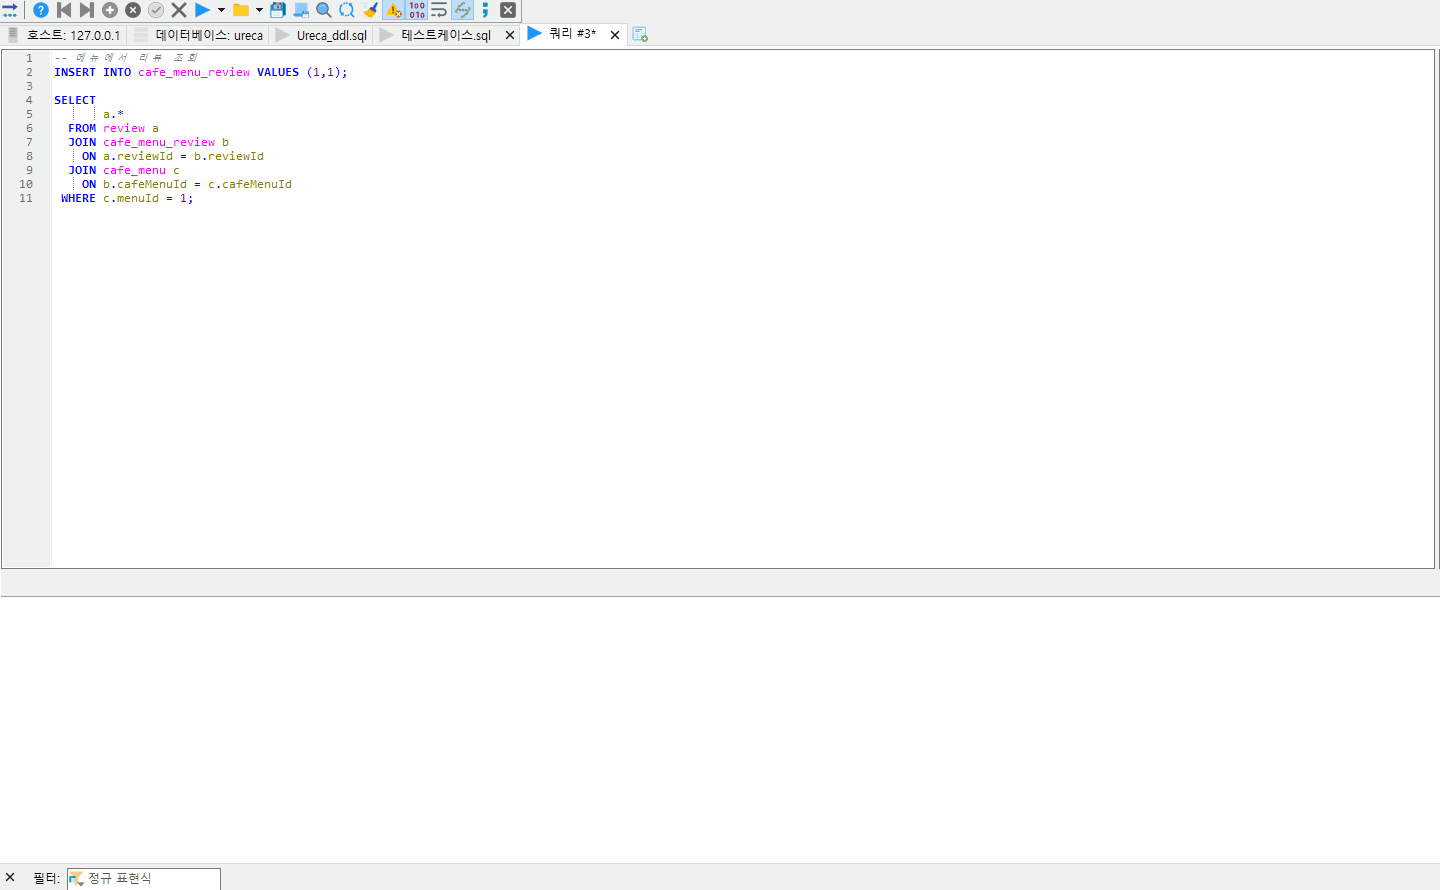 호스트: 127.0.0.1 데이터베이스: ureca Ureca_ddl.sql 테스트케이스.sql 쿼리 #3*
1 -- 메뉴에서 리뷰 조회
2 INSERT INTO cafe_menu_review VALUES (1,1);
3
4 SELECT
5 a.*
6 FROM review a
7 JOIN cafe_menu_review b
8 ON a.reviewId = b.reviewId
9 JOIN cafe_menu c
10 ON b.cafeMenuId = c.cafeMenuId
11 WHERE c.menuId = 1;
필터: 정규 표현식